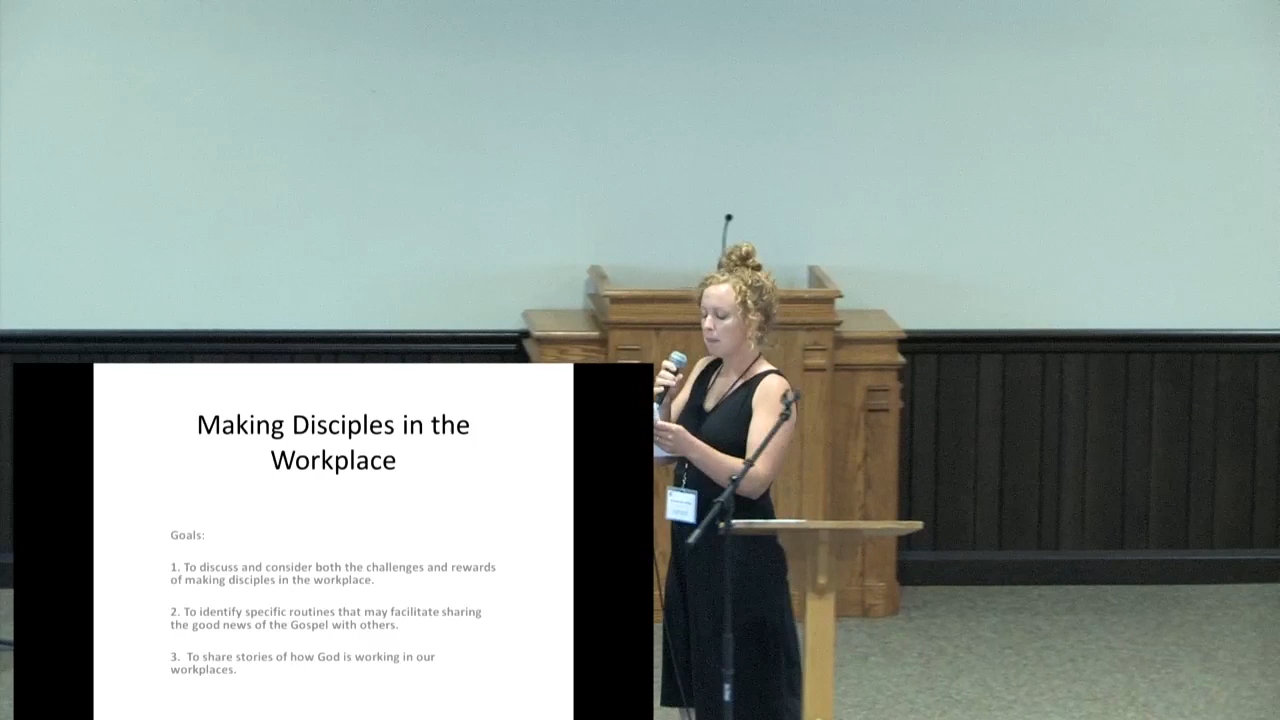 Making Disciples in the
Workplace
Goals:
1. To discuss and consider both the challenges and rewards
of making disciples in the workplace.
2. To identify specific routines that may facilitate sharing
the good news of the Gospel with others.
3.  To share stories of how God is working in our
workplaces.